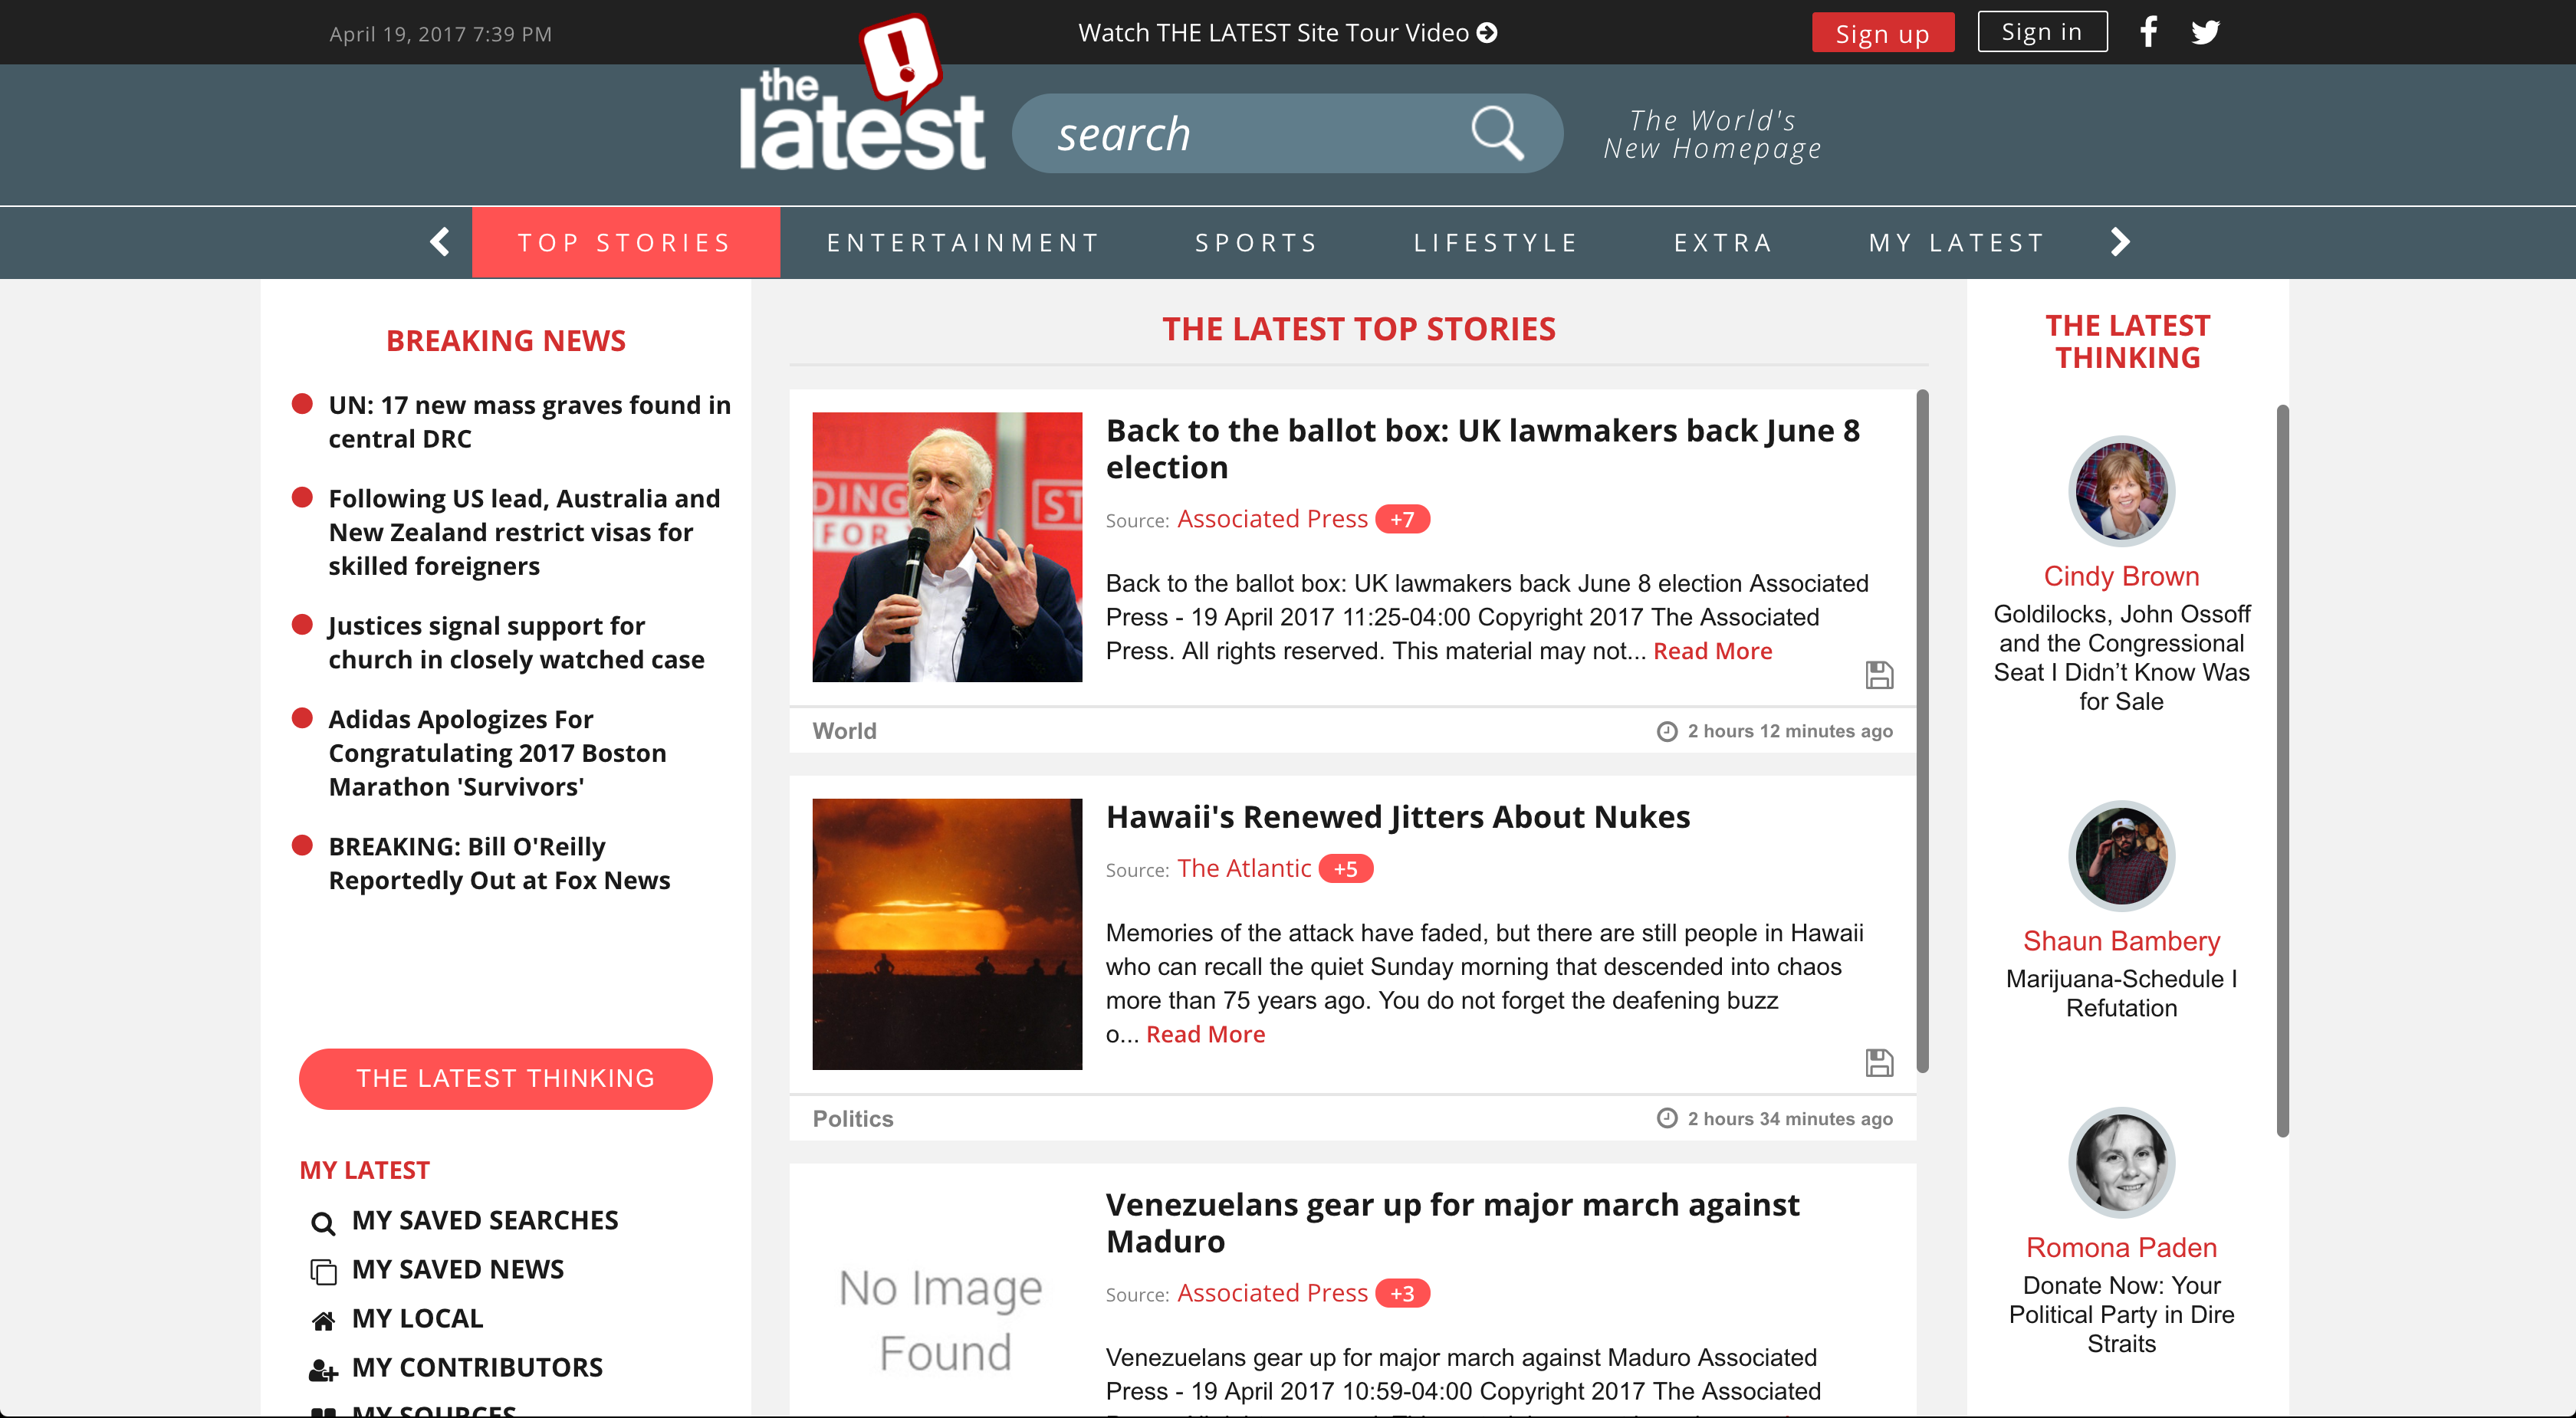 April 19, 2017 7:39 PM
Watch THE LATEST Site Tour Video
Sign up
Sign in
the
latest
search
The World's
New Homepage
TOP STORIES
ENTERTAINMENT
SPORTS
LIFESTYLE
EXTRA
MY LATEST
BREAKING NEWS
UN: 17 new mass graves found in
central DRC
Following US lead, Australia and
New Zealand restrict visas for
skilled foreigners
Justices signal support for
church in closely watched case
Adidas Apologizes For
Congratulating 2017 Boston
Marathon 'Survivors'
BREAKING: Bill O'Reilly
Reportedly Out at Fox News
THE LATEST THINKING
MY LATEST
MY SAVED SEARCHES
MY SAVED NEWS
MY LOCAL
MY CONTRIBUTORS
MY SOURCES
THE LATEST TOP STORIES
DING
FOR
ST
Back to the ballot box: UK lawmakers back June 8
election
Source: Associated Press +7
Back to the ballot box: UK lawmakers back June 8 election Associated
Press - 19 April 2017 11:25-04:00 Copyright 2017 The Associated
Press. All rights reserved. This material may not... Read More
World
2 hours 12 minutes ago
Hawaii's Renewed Jitters About Nukes
Source: The Atlantic +5
Memories of the attack have faded, but there are still people in Hawaii
who can recall the quiet Sunday morning that descended into chaos
more than 75 years ago. You do not forget the deafening buzz
o... Read More
Politics
2 hours 34 minutes ago
No Image
Found
Venezuelans gear up for major march against
Maduro
Source: Associated Press +3
Venezuelans gear up for major march against Maduro Associated
Press - 19 April 2017 10:59-04:00 Copyright 2017 The Associated
THE LATEST
THINKING
Cindy Brown
Goldilocks, John Ossoff
and the Congressional
Seat I Didn’t Know Was
for Sale
Shaun Bambery
Marijuana-Schedule I
Refutation
Romona Paden
Donate Now: Your
Political Party in Dire
Straits